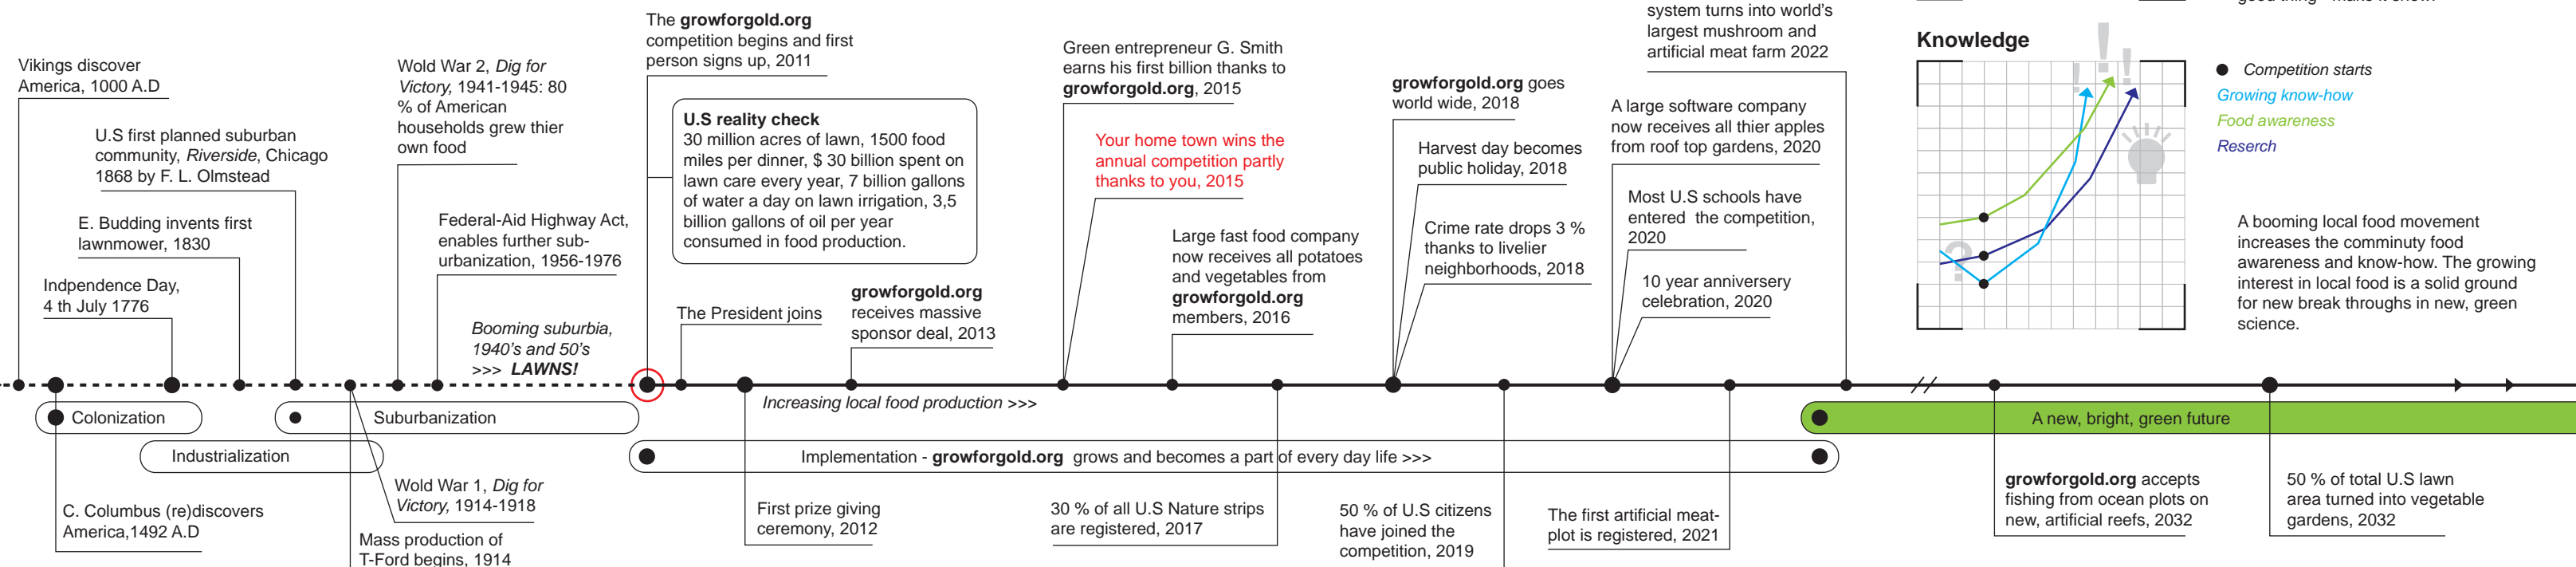 Vikings discover
America, 1000 A.D
U.S first planned suburban
community, Riverside, Chicago
1868 by F. L. Olmstead
E. Budding invents first
lawnmower, 1830
Indpendence Day,
4 th July 1776
Wold War 2, Dig for
Victory, 1941-1945: 80
% of American
households grew thier
own food
Federal-Aid Highway Act,
enables further sub-
urbanization, 1956-1976
Booming suburbia,
1940's and 50's
>>> LAWNS!
The growforgold.org
competition begins and first
person signs up, 2011
U.S reality check
30 million acres of lawn, 1500 food
miles per dinner, $ 30 billion spent on
lawn care every year, 7 billion gallons
of water a day on lawn irrigation, 3,5
billion gallons of oil per year
consumed in food production.
The President joins
growforgold.org
receives massive
sponsor deal, 2013
Green entrepreneur G. Smith
earns his first billion thanks to
growforgold.org, 2015
Your home town wins the
annual competition partly
thanks to you, 2015
Large fast food company
now receives all potatoes
and vegetables from
growforgold.org
members, 2016
growforgold.org goes
world wide, 2018
Harvest day becomes
public holiday, 2018
Crime rate drops 3 %
thanks to livelier
neighborhoods, 2018
A large software company
now receives all thier apples
from roof top gardens, 2020
Most U.S schools have
entered the competition,
2020
10 year anniversery
celebration, 2020
system turns into world's
largest mushroom and
artificial meat farm 2022
Knowledge
!
!
!
?
Competition starts
Growing know-how
Food awareness
Reserch
A booming local food movement
increases the comminuty food
awareness and know-how. The growing
interest in local food is a solid ground
for new break throughs in new, green
science.
Increasing local food production >>>
Colonization
Suburbanization
Industrialization
Implementation - growforgold.org grows and becomes a part of every day life >>>
A new, bright, green future
C. Columbus (re)discovers
America,1492 A.D
Wold War 1, Dig for
Victory, 1914-1918
Mass production of
T-Ford begins, 1914
First prize giving
ceremony, 2012
30 % of all U.S Nature strips
are registered, 2017
50 % of U.S citizens
have joined the
competition, 2019
The first artificial meat-
plot is registered, 2021
growforgold.org accepts
fishing from ocean plots on
new, artificial reefs, 2032
50 % of total U.S lawn
area turned into vegetable
gardens, 2032